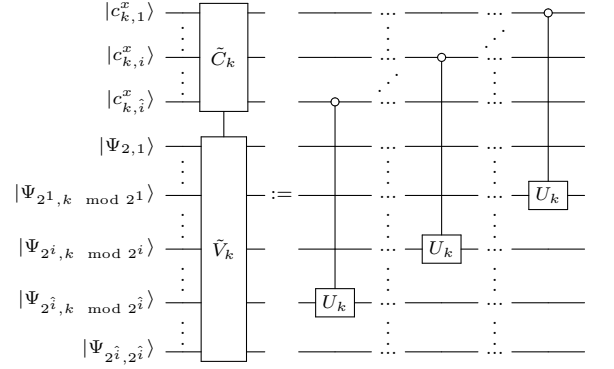 |c^x_{k,1}⟩ ... ...
⋮ ⋮ ⋮ ⋰
|c^x_{k,i}⟩ C̃_k ... ...
⋮ ⋮ ⋰ ⋮
|c^x_{k,î}⟩ ... ...
|Ψ_{2,1}⟩ ... ...
⋮ ⋮ ⋮ ⋮
|Ψ_{2^1,k mod 2^1}⟩ := ... ... U_k
⋮ ⋮ ⋮ ⋮
|Ψ_{2^i,k mod 2^i}⟩ Ṽ_k ... U_k ...
⋮ ⋮ ⋮ ⋮
|Ψ_{2^î,k mod 2^î}⟩ U_k ... ...
⋮ ⋮ ⋮ ⋮
|Ψ_{2^î,2^î}⟩ ... ...